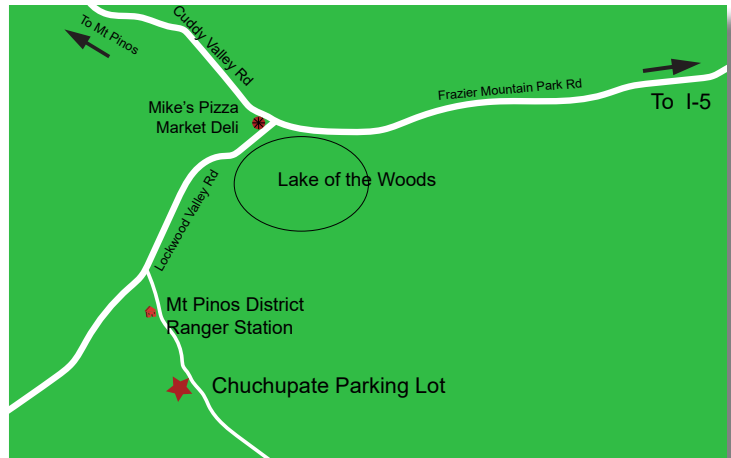 To Mt Pinos
Cuddy Valley Rd
Frazier Mountain Park Rd
To I-5
Mike's Pizza
Market Deli
Lake of the Woods
Lockwood Valley Rd
Mt Pinos District
Ranger Station
Chuchupate Parking Lot